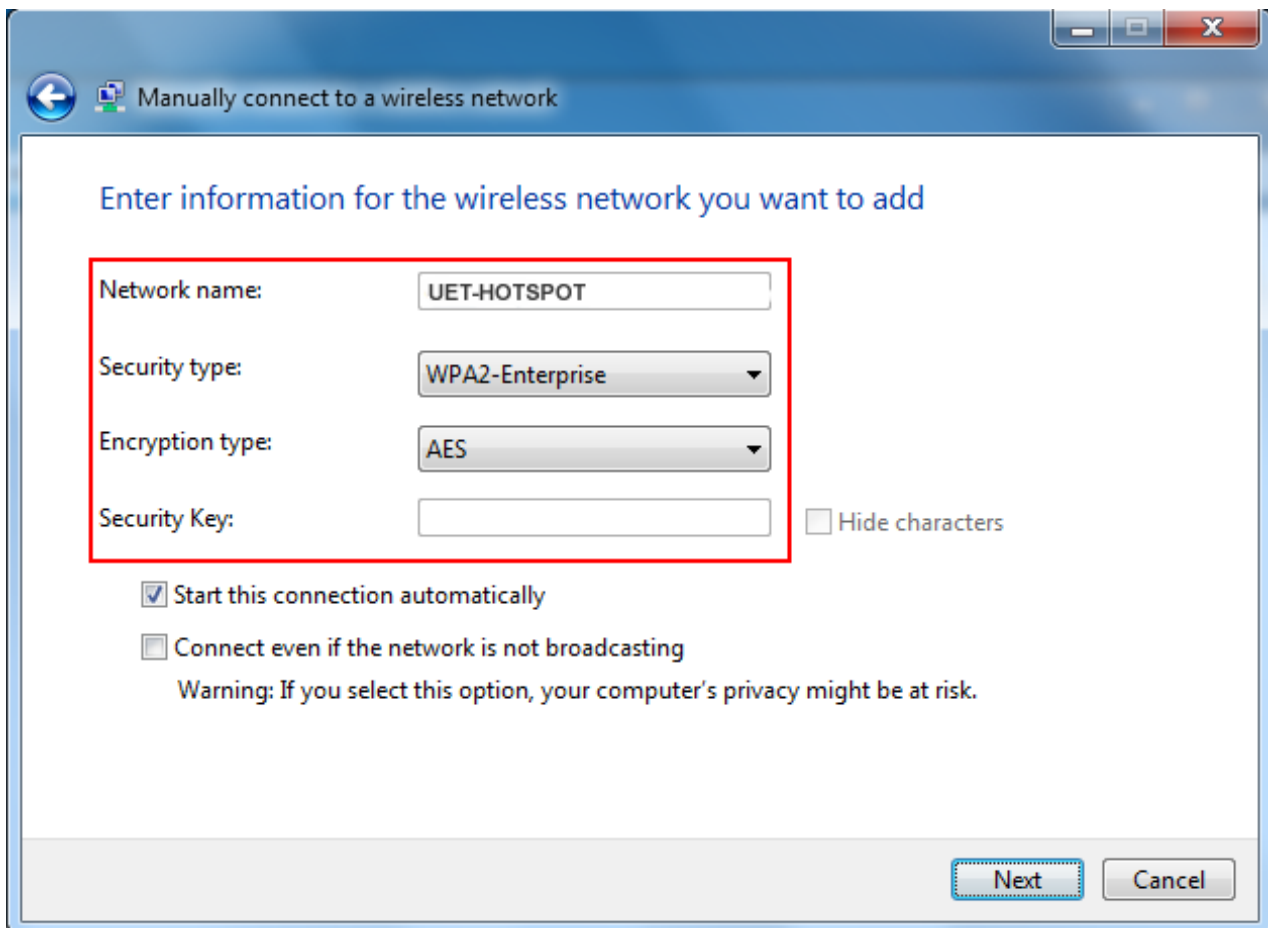 Manually connect to a wireless network
Enter information for the wireless network you want to add
Network name: UET-HOTSPOT
Security type: WPA2-Enterprise
Encryption type: AES
Security Key: Hide characters
Start this connection automatically
Connect even if the network is not broadcasting
Warning: If you select this option, your computer's privacy might be at risk.
Next Cancel